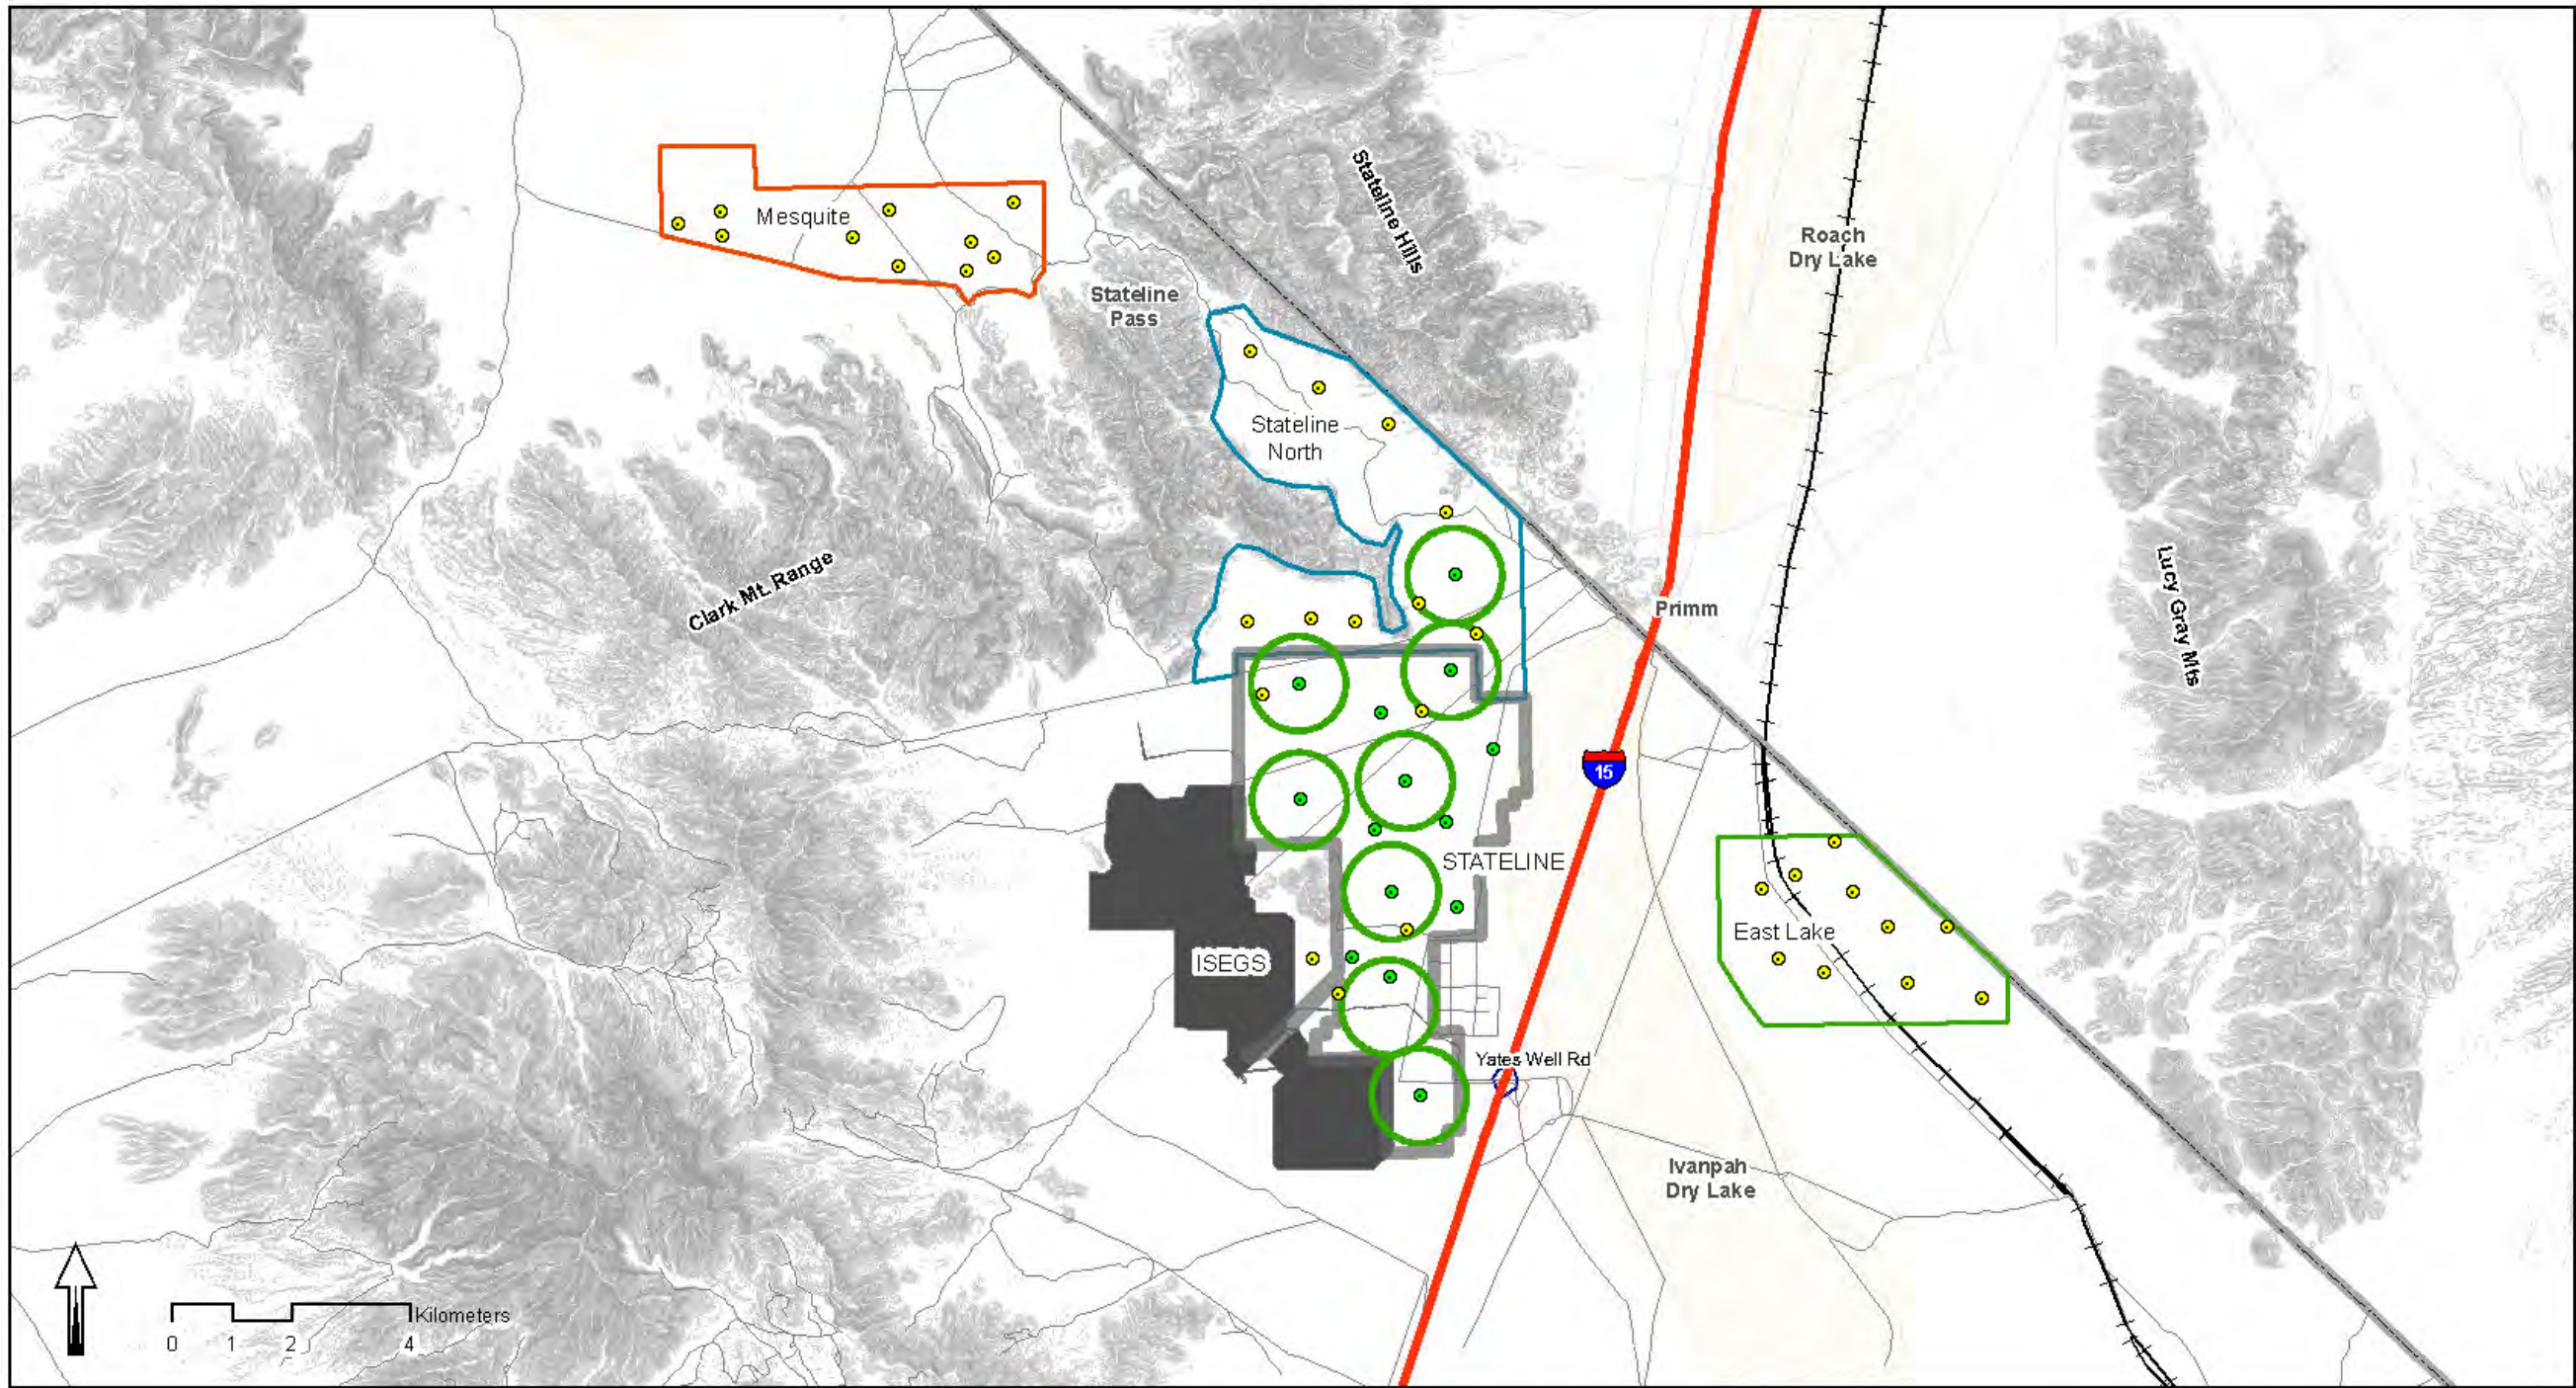 Mesquite
Stateline Hills
Roach
Dry Lake
Stateline
Pass
Stateline
North
Clark Mt. Range
Primm
Lucy Gray Mts
15
STATELINE
East Lake
ISEGS
Yates Well Rd
Ivanpah
Dry Lake
Kilometers
0 1 2 4